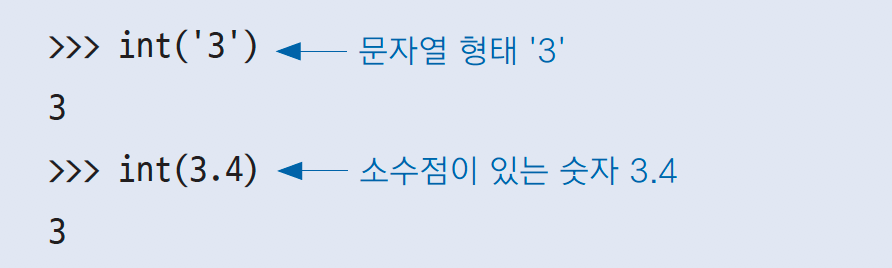 >>> int('3') 문자열 형태 '3'
3
>>> int(3.4) 소수점이 있는 숫자 3.4
3